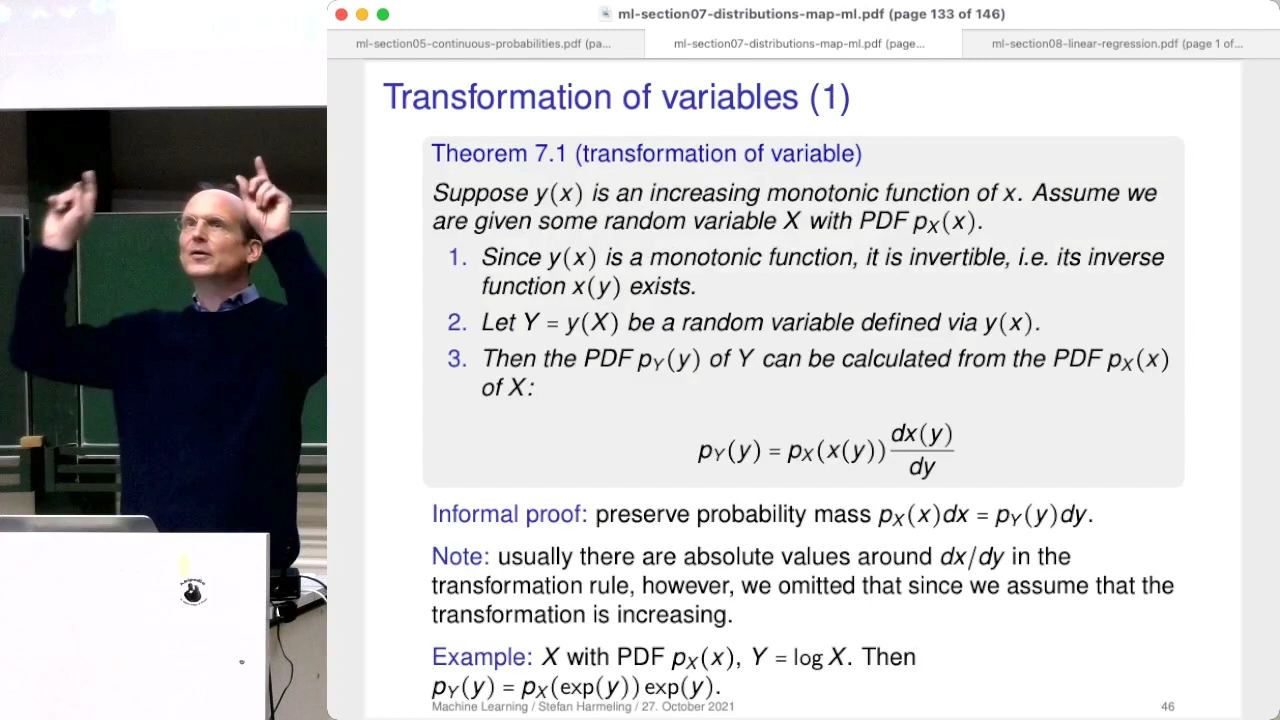 ml-section07-distributions-map-ml.pdf (page 133 of 146)
ml-section05-continuous-probabilities.pdf (pa...
ml-section07-distributions-map-ml.pdf (page...
ml-section08-linear-regression.pdf (page 1 of...
Transformation of variables (1)
Theorem 7.1 (transformation of variable)
Suppose y(x) is an increasing monotonic function of x. Assume we
are given some random variable X with PDF pX(x).
1. Since y(x) is a monotonic function, it is invertible, i.e. its inverse
function x(y) exists.
2. Let Y = y(X) be a random variable defined via y(x).
3. Then the PDF pY(y) of Y can be calculated from the PDF pX(x)
of X:
pY(y) = pX(x(y)) dx(y)/dy
Informal proof: preserve probability mass pX(x)dx = pY(y)dy.
Note: usually there are absolute values around dx/dy in the
transformation rule, however, we omitted that since we assume that the
transformation is increasing.
Example: X with PDF pX(x), Y = log X. Then
pY(y) = pX(exp(y)) exp(y).
Machine Learning / Stefan Harmeling / 27. October 2021
46